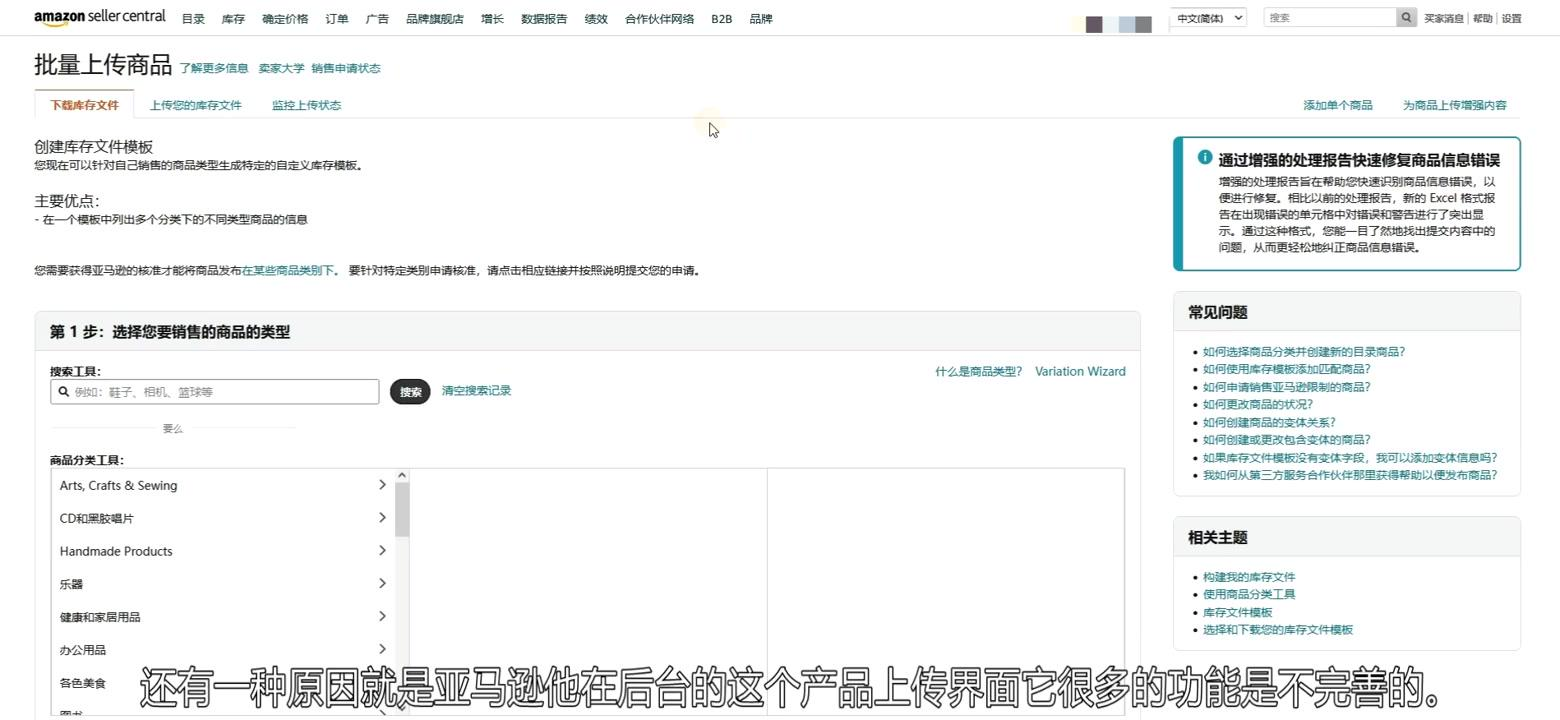 amazon seller central 目录 库存 确定价格 订单 广告 品牌旗舰店 增长 数据报告 绩效 合作伙伴网络 B2B 品牌 中文(简体) 搜索 买家消息 | 帮助 | 设置
批量上传商品 了解更多信息 卖家大学 销售申请状态
下载库存文件 上传您的库存文件 监控上传状态 添加单个商品 为商品上传增强内容
创建库存文件模板
您现在可以针对自己销售的商品类型生成特定的自定义库存模板。
主要优点：
- 在一个模板中列出多个分类下的不同类型商品的信息
您需要获得亚马逊的核准才能将商品发布在某些商品类别下。 要针对特定类别申请核准，请点击相应链接并按照说明提交您的申请。
第 1 步：选择您要销售的商品的类型
搜索工具：
什么是商品类型? Variation Wizard
例如：鞋子、相机、篮球等 搜索 清空搜索记录
要么
商品分类工具：
Arts, Crafts & Sewing
CD和黑胶唱片
Handmade Products
乐器
健康和家居用品
办公用品
各色美食
图书
通过增强的处理报告快速修复商品信息错误
增强的处理报告旨在帮助您快速识别商品信息错误，以
便进行修复。相比以前的处理报告，新的 Excel 格式报
告在出现错误的单元格中对错误和警告进行了突出显
示。通过这种格式，您能一目了然地找出提交内容中的
问题，从而更轻松地纠正商品信息错误。
常见问题
如何选择商品分类并创建新的目录商品?
如何使用库存模板添加匹配商品?
如何申请销售亚马逊限制的商品?
如何更改商品的状况?
如何创建商品的变体关系?
如何创建或更改包含变体的商品?
如果库存文件模板没有变体字段，我可以添加变体信息吗?
我如何从第三方服务合作伙伴那里获得帮助以便发布商品?
相关主题
构建我的库存文件
使用商品分类工具
库存文件模板
选择和下载您的库存文件模板
还有一种原因就是亚马逊他在后台的这个产品上传界面它很多的功能是不完善的。